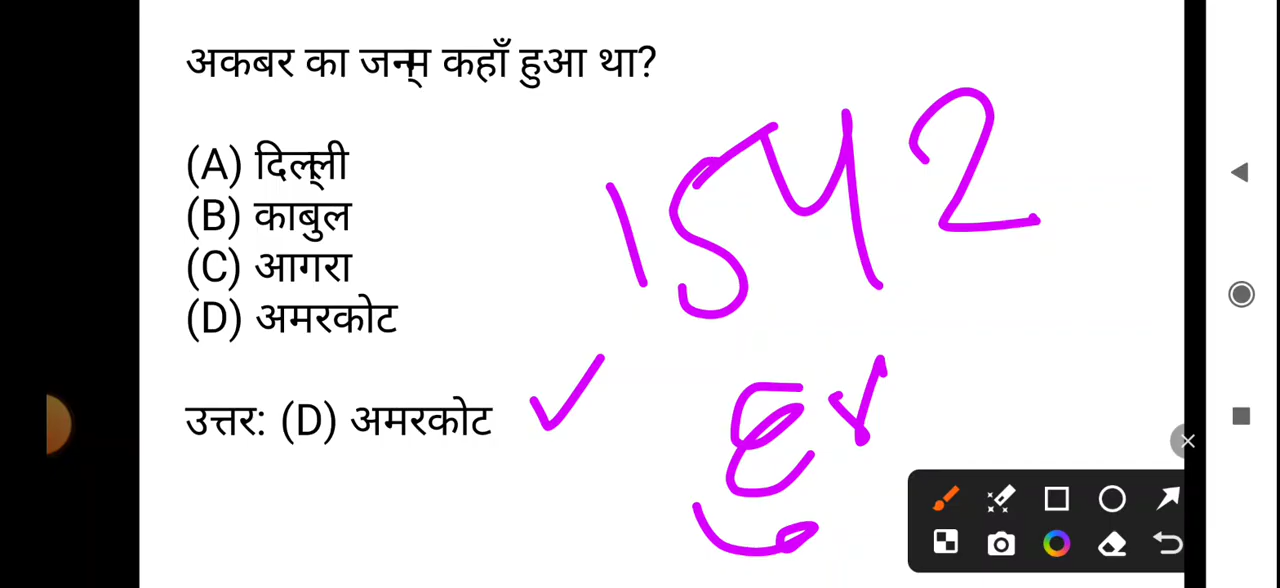 अकबर का जन्म कहाँ हुआ था?
(A) दिल्ली
(B) काबुल
(C) आगरा
(D) अमरकोट
उत्तर: (D) अमरकोट
1542